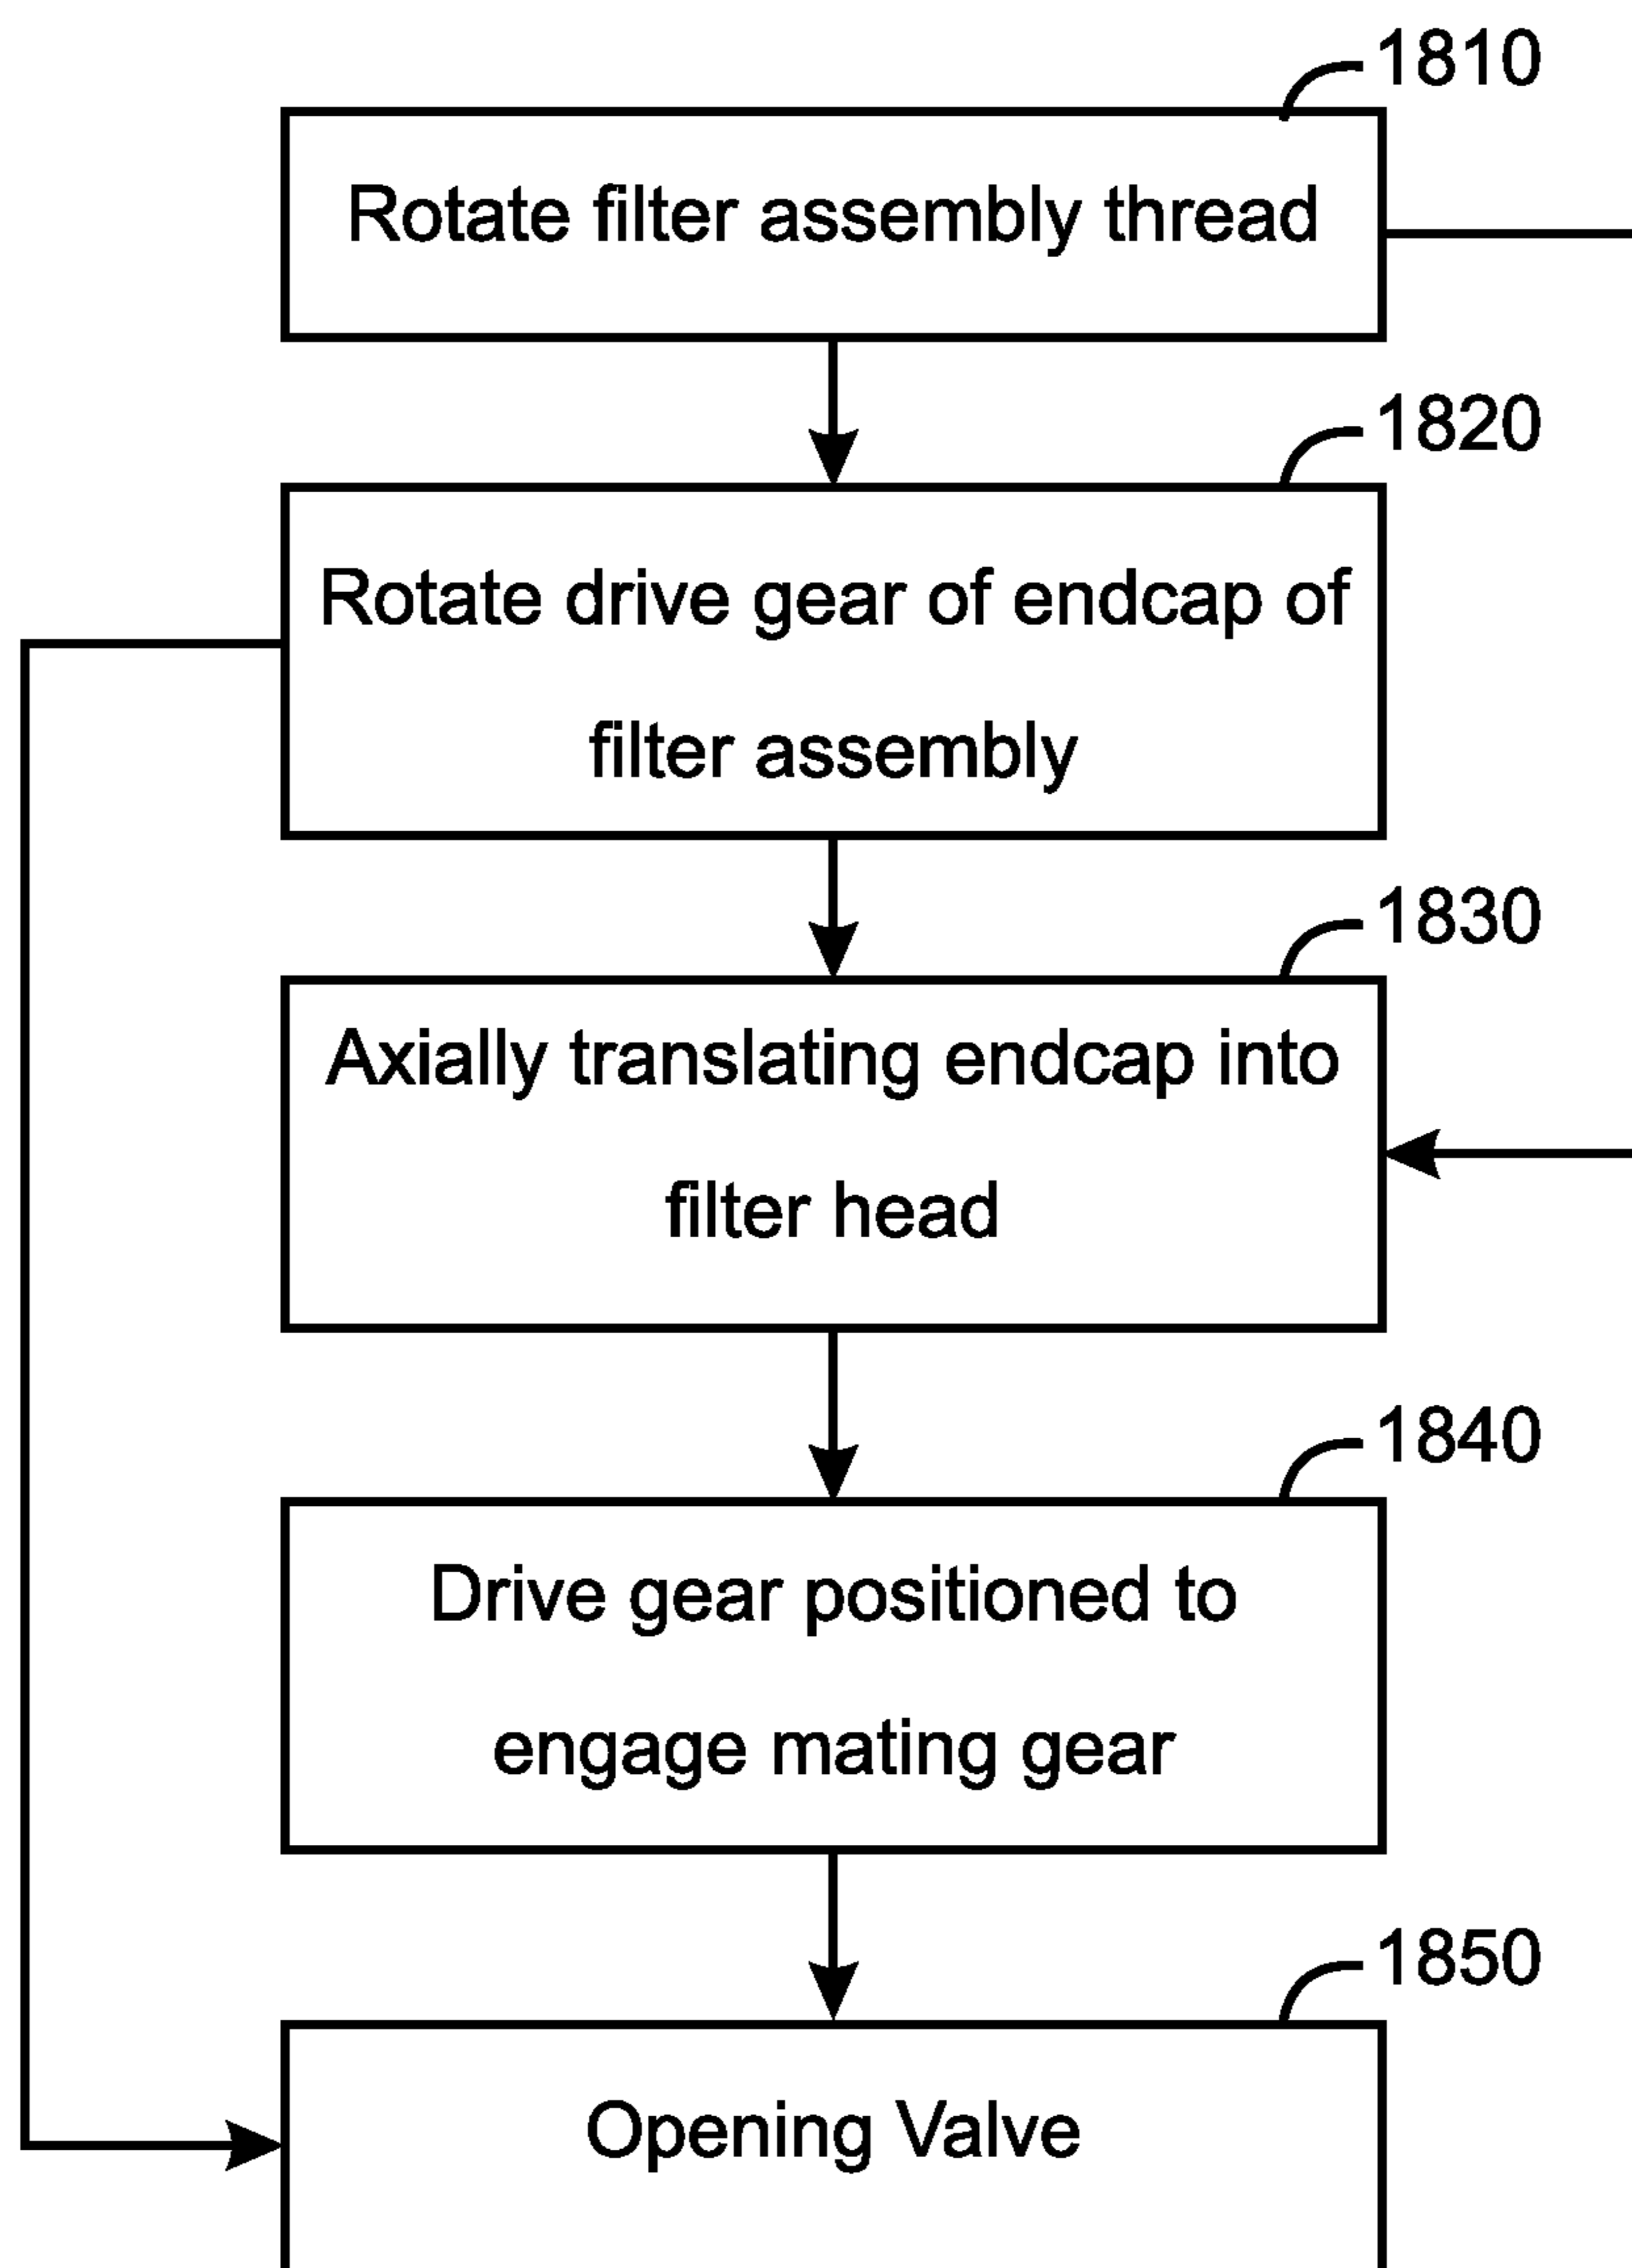 1810
Rotate filter assembly thread
1820
Rotate drive gear of endcap of
filter assembly
1830
Axially translating endcap into
filter head
1840
Drive gear positioned to
engage mating gear
1850
Opening Valve